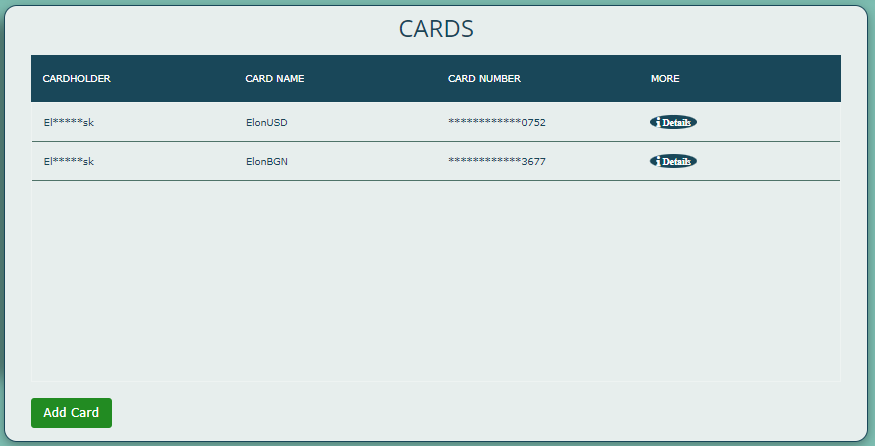 CARDS
CARDHOLDER CARD NAME CARD NUMBER MORE
El*****sk ElonUSD ************0752 i Details
El*****sk ElonBGN ************3677 i Details
Add Card